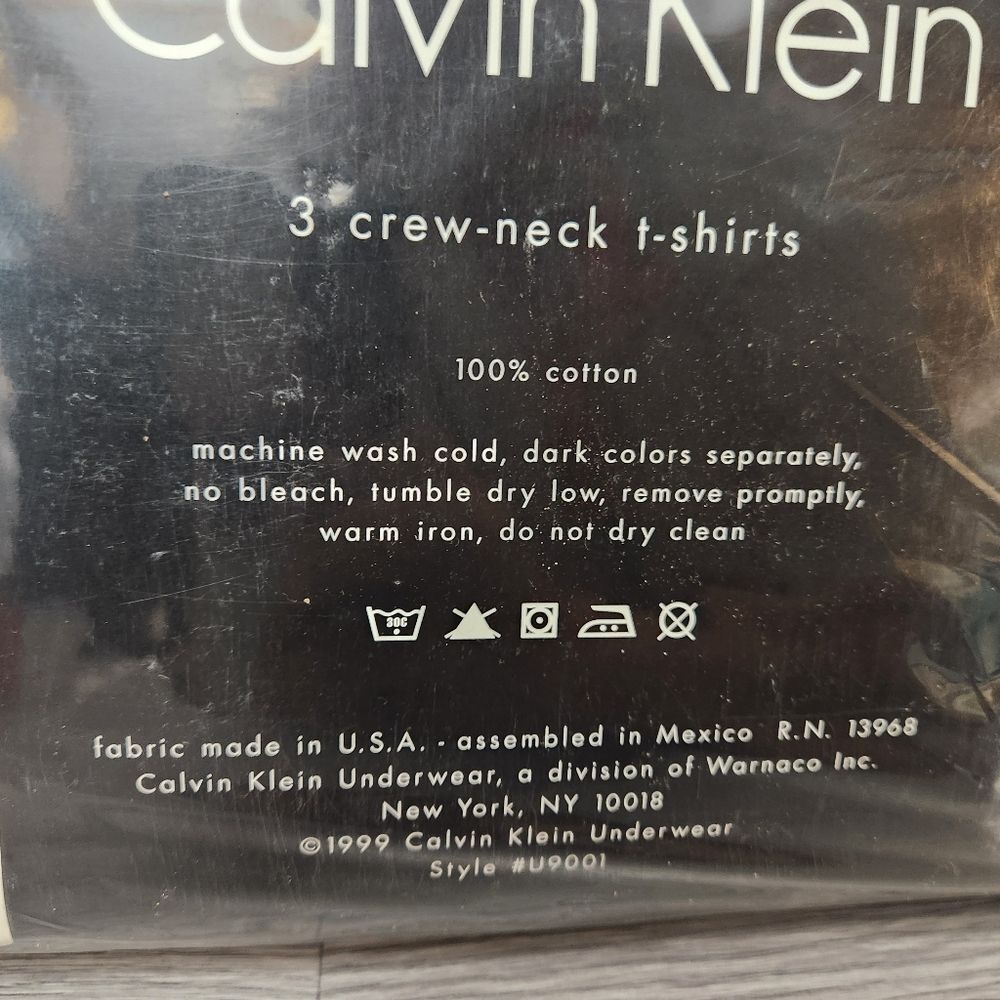 Calvin Klein
3 crew-neck t-shirts
100% cotton
machine wash cold, dark colors separately,
no bleach, tumble dry low, remove promptly,
warm iron, do not dry clean
30C
fabric made in U.S.A. - assembled in Mexico R.N. 13968
Calvin Klein Underwear, a division of Warnaco Inc.
New York, NY 10018
©1999 Calvin Klein Underwear
Style #U9001